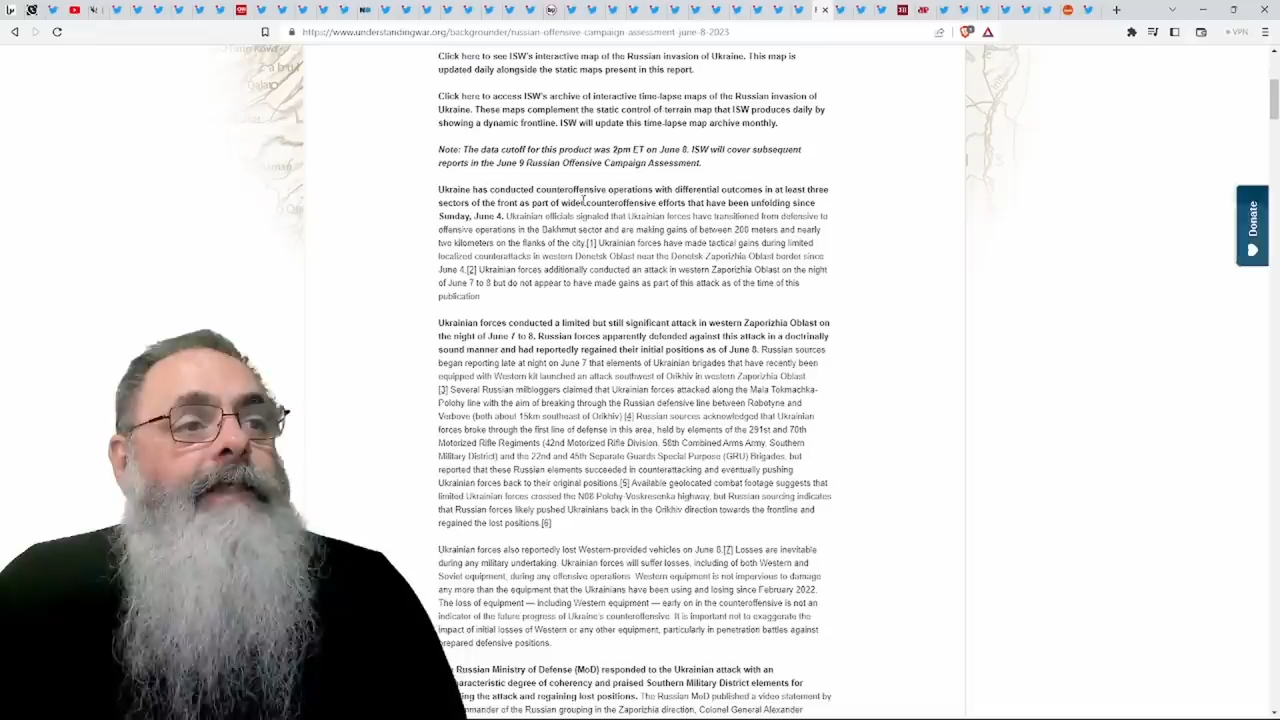 https://www.understandingwar.org/backgrounder/russian-offensive-campaign-assessment-june-8-2023
VPN
Click here to see ISW's interactive map of the Russian invasion of Ukraine. This map is
updated daily alongside the static maps present in this report.
Click here to access ISW's archive of interactive time-lapse maps of the Russian invasion of
Ukraine. These maps complement the static control of terrain map that ISW produces daily by
showing a dynamic frontline. ISW will update this time-lapse map archive monthly.
Note: The data cutoff for this product was 2pm ET on June 8. ISW will cover subsequent
reports in the June 9 Russian Offensive Campaign Assessment.
Ukraine has conducted counteroffensive operations with differential outcomes in at least three
sectors of the front as part of wider counteroffensive efforts that have been unfolding since
Sunday, June 4. Ukrainian officials signaled that Ukrainian forces have transitioned from defensive to
offensive operations in the Bakhmut sector and are making gains of between 200 meters and nearly
two kilometers on the flanks of the city.[1] Ukrainian forces have made tactical gains during limited
localized counterattacks in western Donetsk Oblast near the Donetsk Zaporizhia Oblast border since
June 4.[2] Ukrainian forces additionally conducted an attack in western Zaporizhia Oblast on the night
of June 7 to 8 but do not appear to have made gains as part of this attack as of the time of this
publication
Ukrainian forces conducted a limited but still significant attack in western Zaporizhia Oblast on
the night of June 7 to 8. Russian forces apparently defended against this attack in a doctrinally
sound manner and had reportedly regained their initial positions as of June 8. Russian sources
began reporting late at night on June 7 that elements of Ukrainian brigades that have recently been
equipped with Western kit launched an attack southwest of Orikhiv in western Zaporizhia Oblast
[3] Several Russian milbloggers claimed that Ukrainian forces attacked along the Mala Tokmachka-
Polohy line with the aim of breaking through the Russian defensive line between Robotyne and
Verbove (both about 15km southeast of Orikhiv).[4] Russian sources acknowledged that Ukrainian
forces broke through the first line of defense in this area, held by elements of the 291st and 70th
Motorized Rifle Regiments (42nd Motorized Rifle Division, 58th Combined Arms Army, Southern
Military District) and the 22nd and 45th Separate Guards Special Purpose (GRU) Brigades, but
reported that these Russian elements succeeded in counterattacking and eventually pushing
Ukrainian forces back to their original positions.[5] Available geolocated combat footage suggests that
limited Ukrainian forces crossed the N08 Polohy-Voskresenka highway, but Russian sourcing indicates
that Russian forces likely pushed Ukrainians back in the Orikhiv direction towards the frontline and
regained the lost positions.[6]
Ukrainian forces also reportedly lost Western-provided vehicles on June 8.[7] Losses are inevitable
during any military undertaking. Ukrainian forces will suffer losses, including of both Western and
Soviet equipment, during any offensive operations. Western equipment is not impervious to damage
any more than the equipment that the Ukrainians have been using and losing since February 2022.
The loss of equipment — including Western equipment — early on in the counteroffensive is not an
indicator of the future progress of Ukraine's counteroffensive. It is important not to exaggerate the
impact of initial losses of Western or any other equipment, particularly in penetration battles against
prepared defensive positions.
Russian Ministry of Defense (MoD) responded to the Ukrainian attack with an
characteristic degree of coherency and praised Southern Military District elements for
ing the attack and regaining lost positions. The Russian MoD published a video statement by
mmander of the Russian grouping in the Zaporizhia direction, Colonel General Alexander
Donate